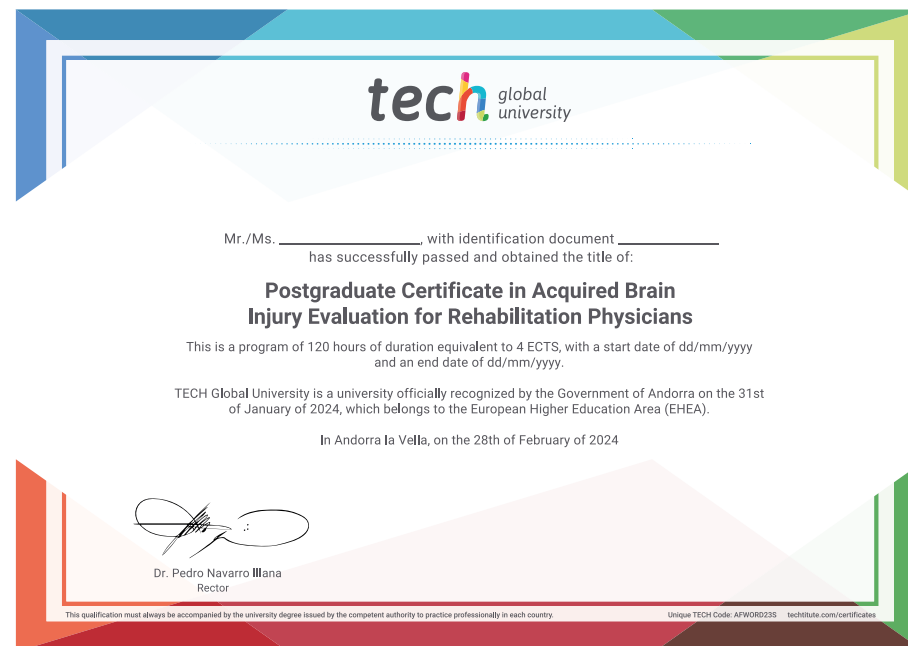 tech global university
Mr./Ms. ____________________, with identification document ______________
has successfully passed and obtained the title of:
Postgraduate Certificate in Acquired Brain
Injury Evaluation for Rehabilitation Physicians
This is a program of 120 hours of duration equivalent to 4 ECTS, with a start date of dd/mm/yyyy
and an end date of dd/mm/yyyy.
TECH Global University is a university officially recognized by the Government of Andorra on the 31st
of January of 2024, which belongs to the European Higher Education Area (EHEA).
In Andorra la Vella, on the 28th of February of 2024
Dr. Pedro Navarro Illana
Rector
This qualification must always be accompanied by the university degree issued by the competent authority to practice professionally in each country.
Unique TECH Code: AFWORD23S techtitute.com/certificates